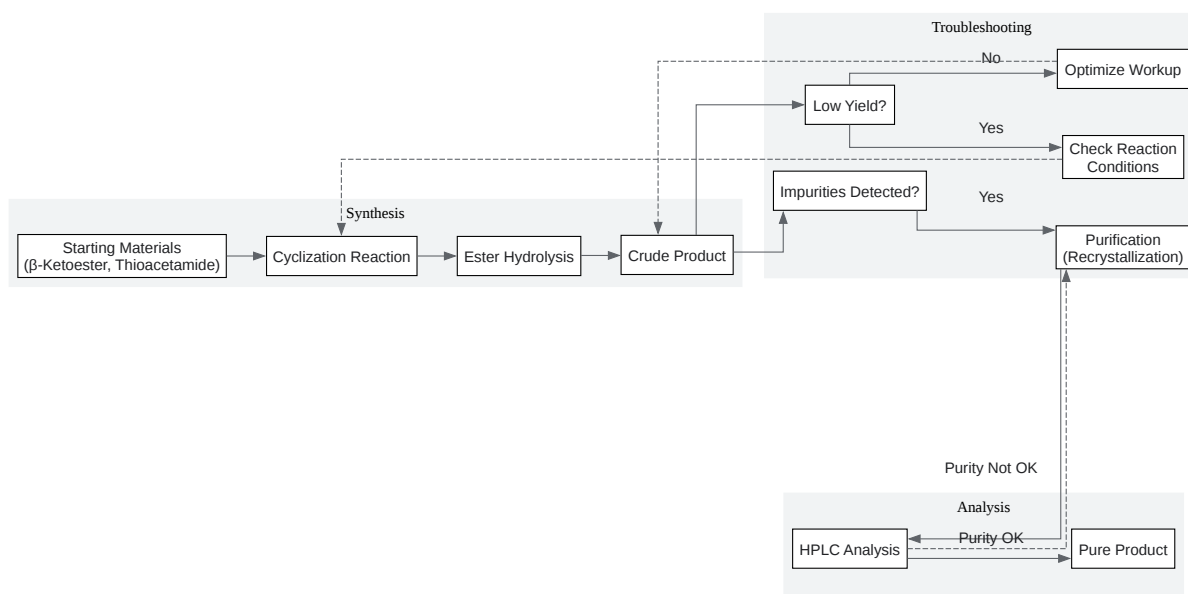 Troubleshooting
No
Optimize Workup
Low Yield?
Yes
Check Reaction
Conditions
Impurities Detected?
Yes
Synthesis
Starting Materials
(β-Ketoester, Thioacetamide)
Cyclization Reaction
Ester Hydrolysis
Crude Product
Purification
(Recrystallization)
Purity Not OK
Analysis
Purity OK
HPLC Analysis
Pure Product